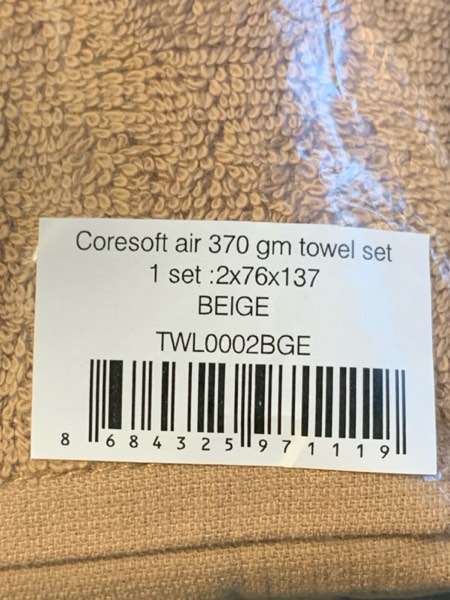 Coresoft air 370 gm towel set
1 set :2x76x137
BEIGE
TWL0002BGE
8 684325 971119